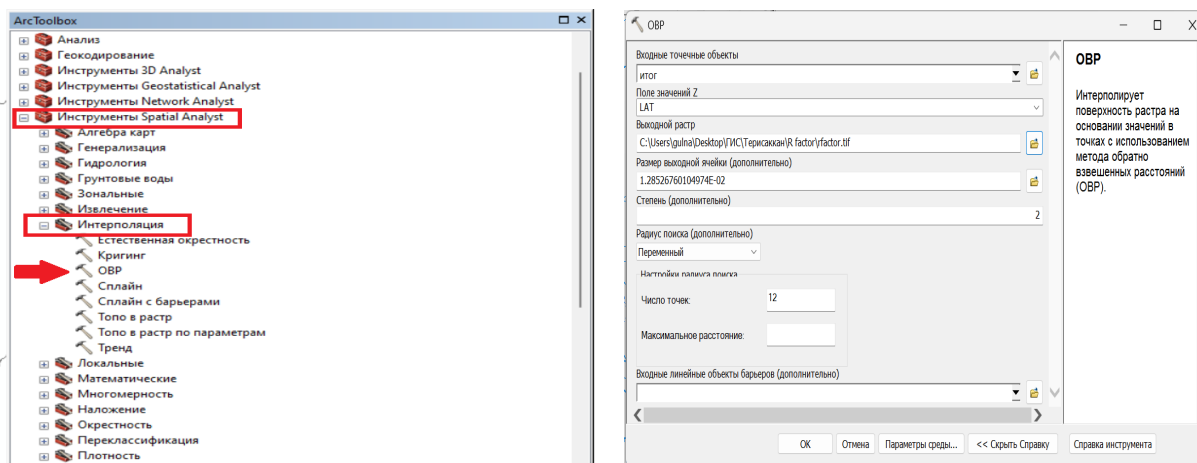 ArcToolbox
Анализ
Геокодирование
Инструменты 3D Analyst
Инструменты Geostatistical Analyst
Инструменты Network Analyst
Инструменты Spatial Analyst
Алгебра карт
Генерализация
Гидрология
Грунтовые воды
Зональные
Извлечение
Интерполяция
Естественная окрестность
Кригинг
ОВР
Сплайн
Сплайн с барьерами
Топо в растр
Топо в растр по параметрам
Тренд
Локальные
Математические
Многомерность
Наложение
Окрестность
Переклассификация
Плотность
ОВР
Входные точечные объекты
итог
Поле значений Z
LAT
Выходной растр
C:\Users\gulna\Desktop\ГИС\Терисаккан\R factor\rfactor.tif
Размер выходной ячейки (дополнительно)
1.28526760104974E-02
Степень (дополнительно)
2
Радиус поиска (дополнительно)
Переменный
Настройки радиуса поиска
Число точек:
12
Максимальное расстояние:
Входные линейные объекты барьеров (дополнительно)
OK
Отмена
Параметры среды...
<< Скрыть Справку
ОВР
Интерполирует
поверхность растра на
основании значений в
точках с использованием
метода обратно
взвешенных расстояний
(ОВР).
Справка инструмента